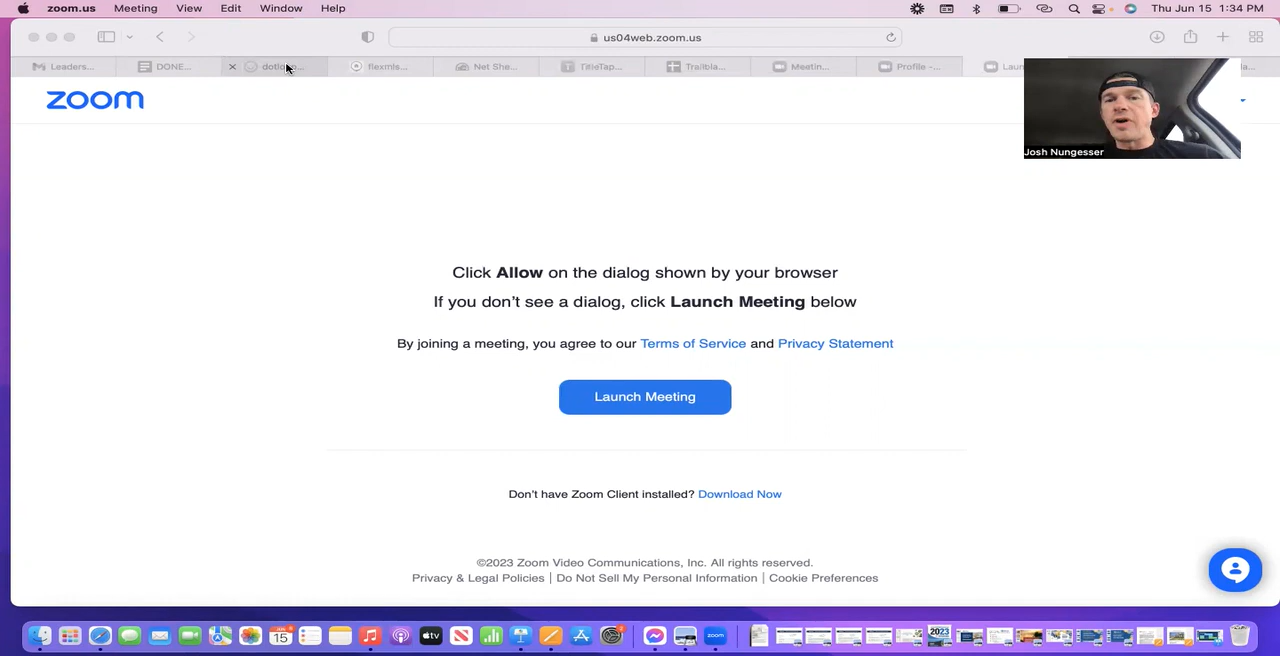 zoom.us Meeting View Edit Window Help Thu Jun 15 1:34 PM
us04web.zoom.us
Leaders... DONE... flexmls... Net She... TitleTap... Trailbla... Meetin... Profile -...
zoom
Josh Nungesser
Click Allow on the dialog shown by your browser
If you don't see a dialog, click Launch Meeting below
By joining a meeting, you agree to our Terms of Service and Privacy Statement
Launch Meeting
Don't have Zoom Client installed? Download Now
©2023 Zoom Video Communications, Inc. All rights reserved.
Privacy & Legal Policies | Do Not Sell My Personal Information | Cookie Preferences
15 tv zoom 2023